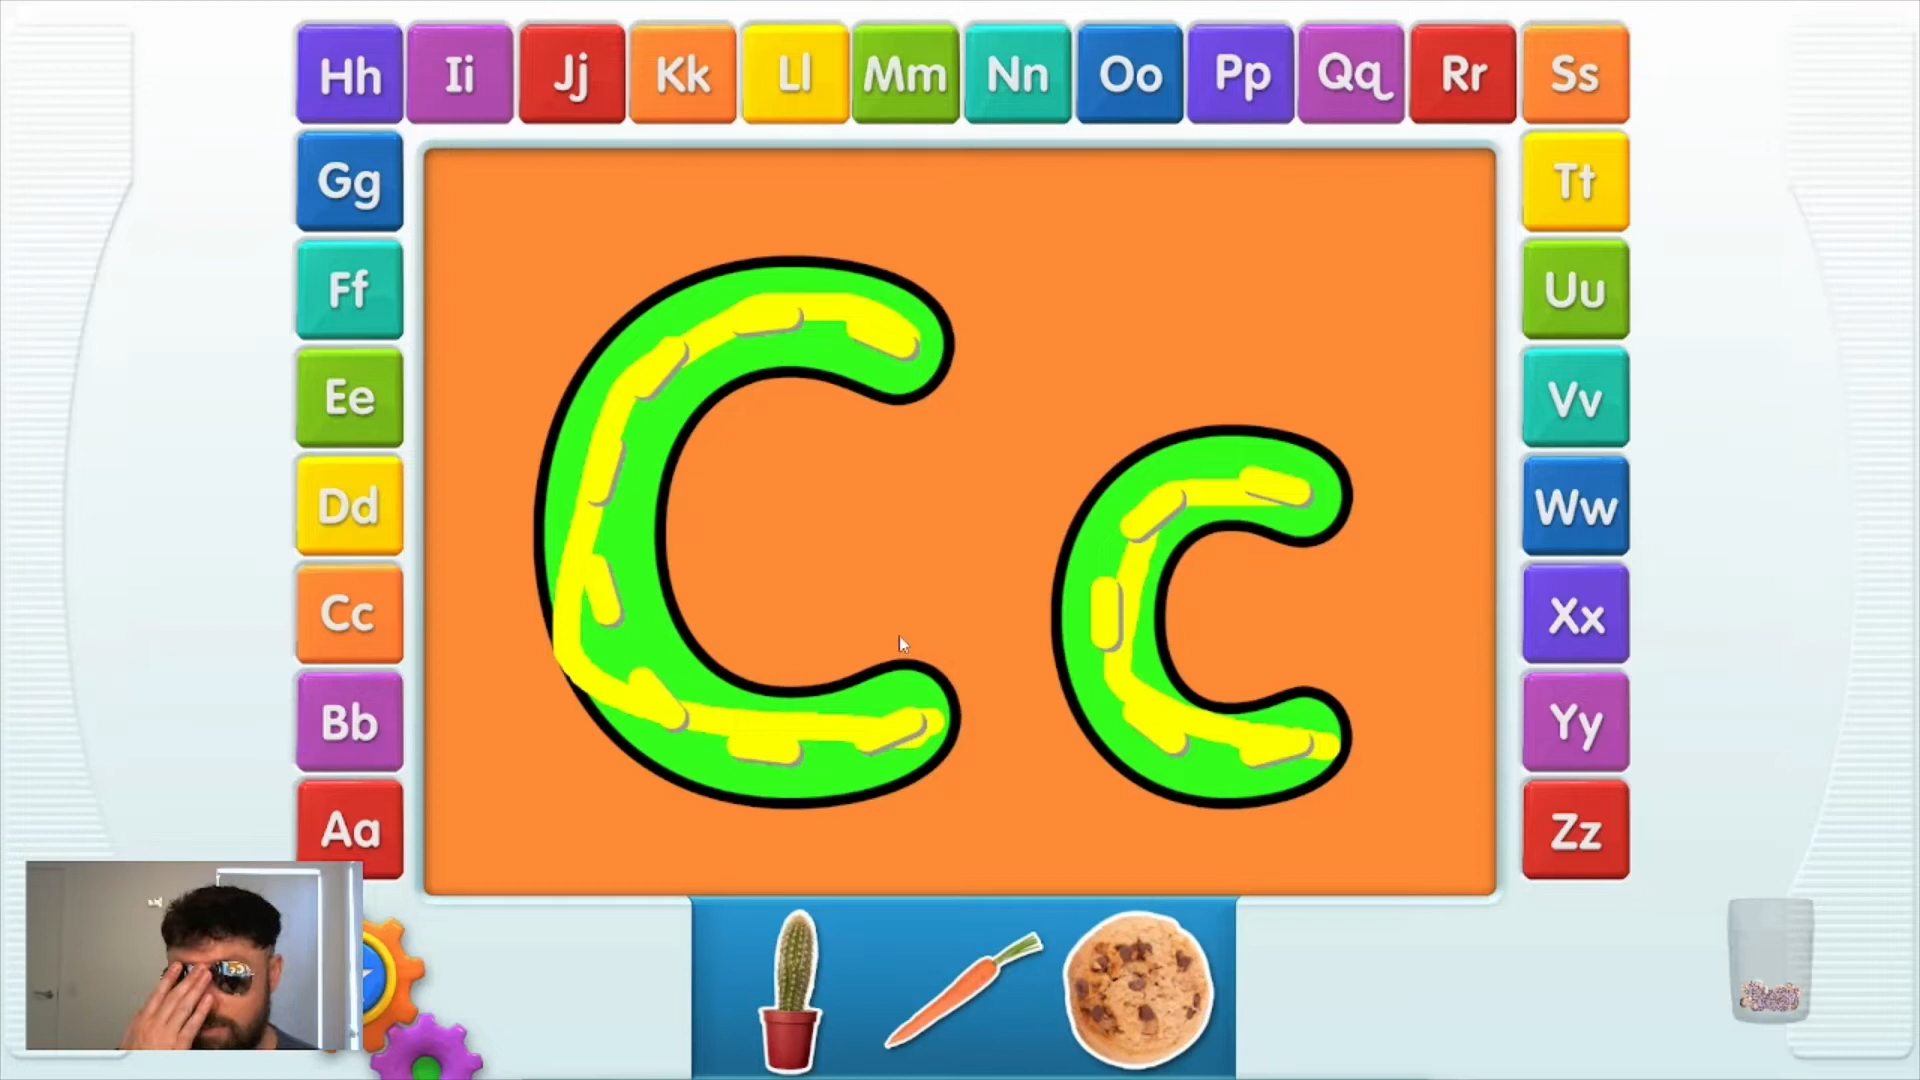 Hh Ii Jj Kk Ll Mm Nn Oo Pp Qq Rr Ss
Gg Tt
Ff Uu
Ee Vv
Dd Ww
Cc Xx
Bb Yy
Aa Zz
C c